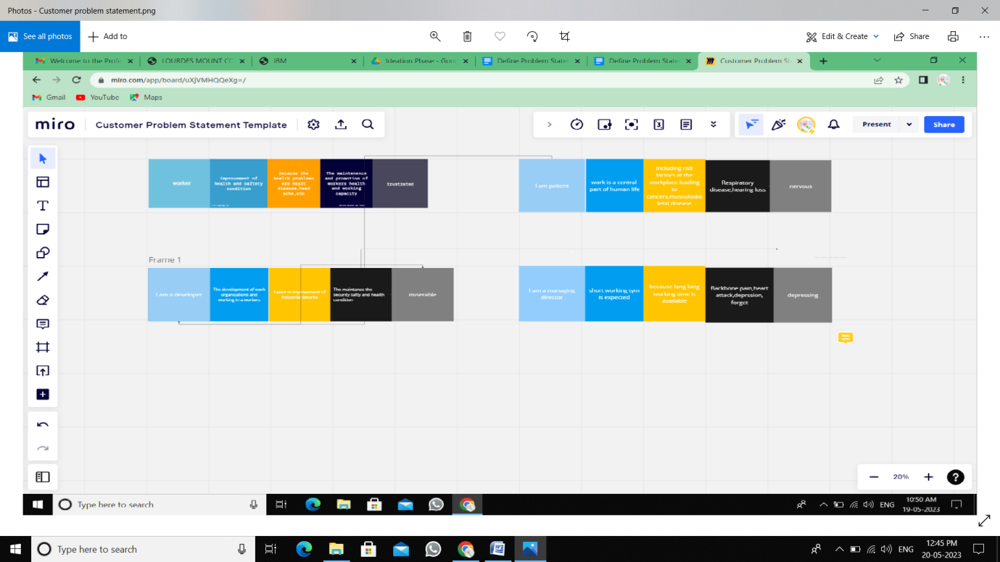 Photos - Customer problem statement.png
See all photos
Add to
Edit & Create
Share
Welcome to the Profe
LOURDES MOUNT CO
IBM
Ideation Phase - Goog
Define Problem State
Define Problem State
Customer Problem St
miro.com/app/board/uXjVMHQQeXg=/
Gmail
YouTube
Maps
miro
Customer Problem Statement Template
3
Present
Share
worker
improvement of
health and saftety
condition
Because the
health problems
are heart
disease,head
ache,etc
The maintenence
and promotion of
workers health
and working
capacity
trustrated
I am patient
work is a central
part of human life
including risk
factors at the
workplace leading
to
cancers,musculoske
letal disease
Respiratory
disease,hearing loss
nervous
Frame 1
I am a developer
The development of work
organizations and
working in a workers
I want to improvement of
industrial security
The maintance the
security safty and health
condition
miserable
I am a managing
director
short working tym
is expected
because long long
working time is
available
Backbone pain,heart
attack,deprssion,
forget
depressing
20%
?
Type here to search
ENG
10:50 AM
19-05-2023
Type here to search
ENG
12:45 PM
20-05-2023